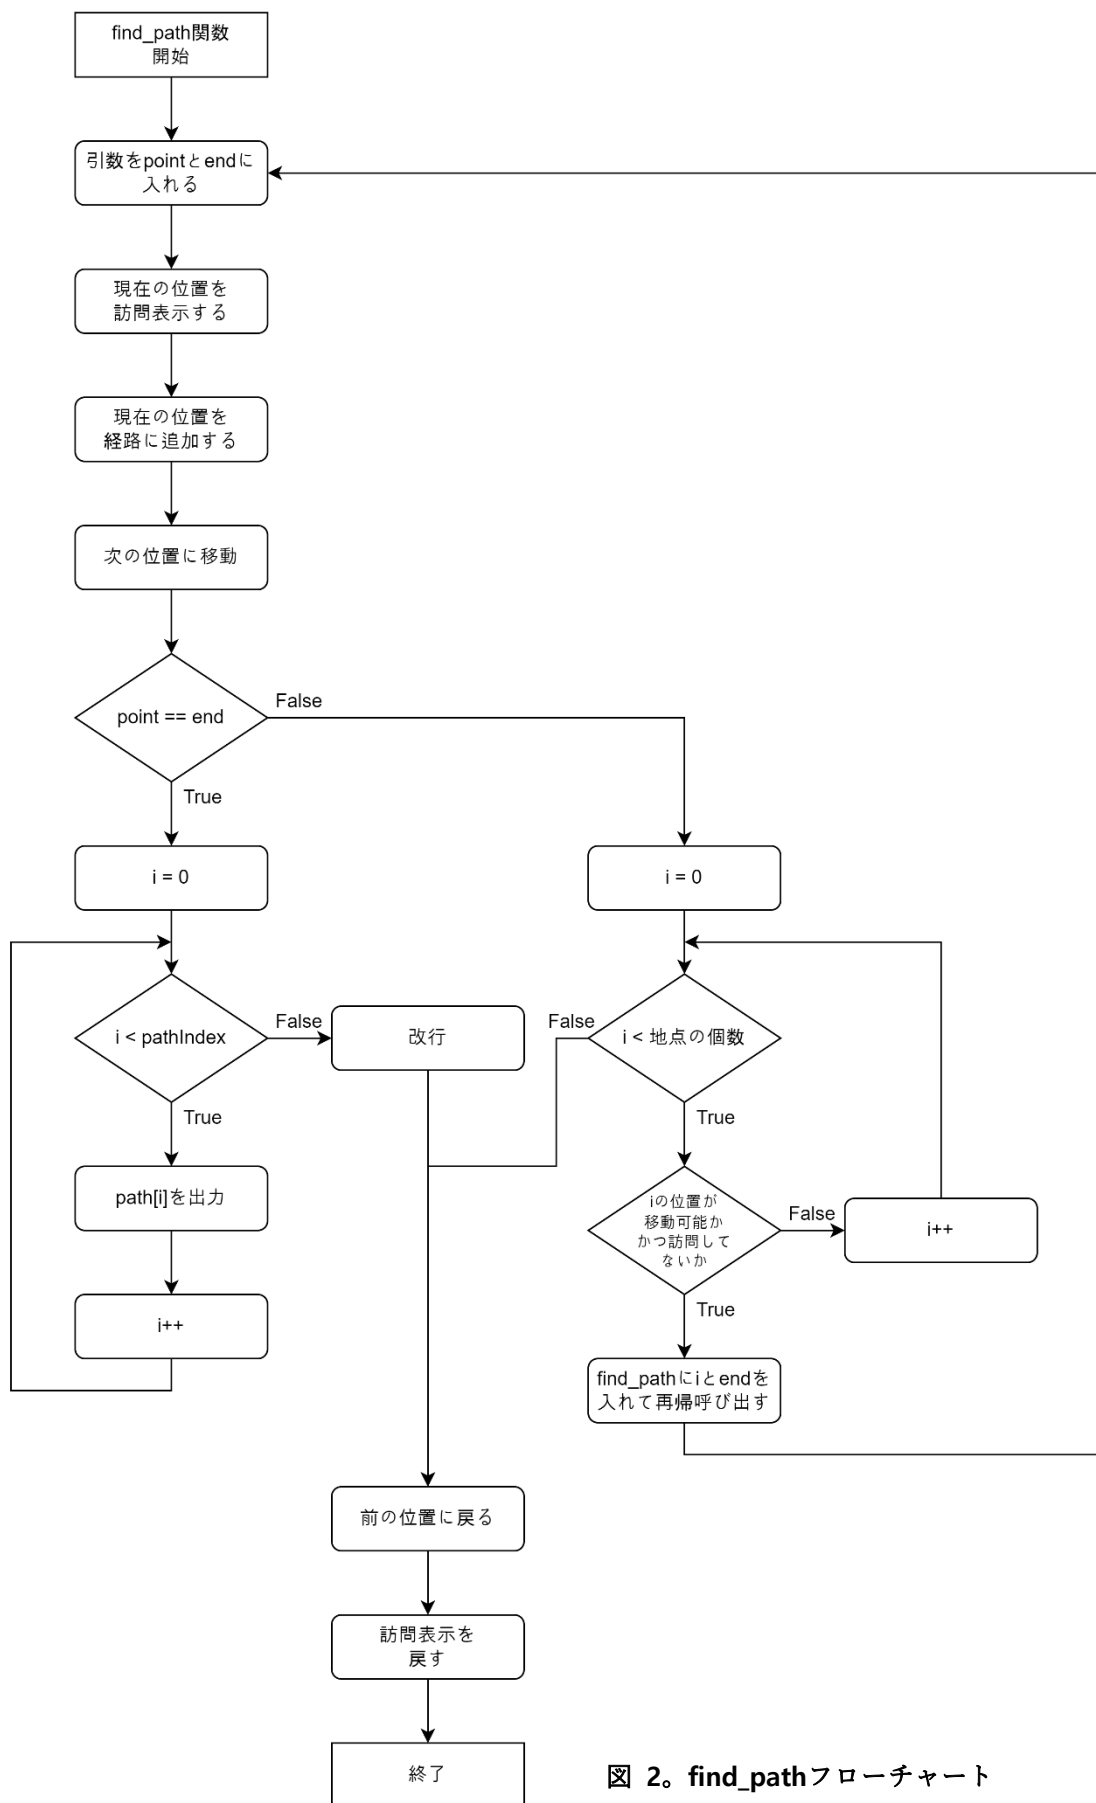 find_path関数
開始
引数をpointとendに
入れる
現在の位置を
訪問表示する
現在の位置を
経路に追加する
次の位置に移動
point == end
False
True
i = 0
i = 0
i < pathIndex
False
改行
False
i < 地点の個数
True
True
path[i]を出力
iの位置が
移動可能か
かつ訪問して
ないか
False
i++
True
i++
find_pathにiとendを
入れて再帰呼び出す
前の位置に戻る
訪問表示を
戻す
終了
図 2。find_pathフローチャート